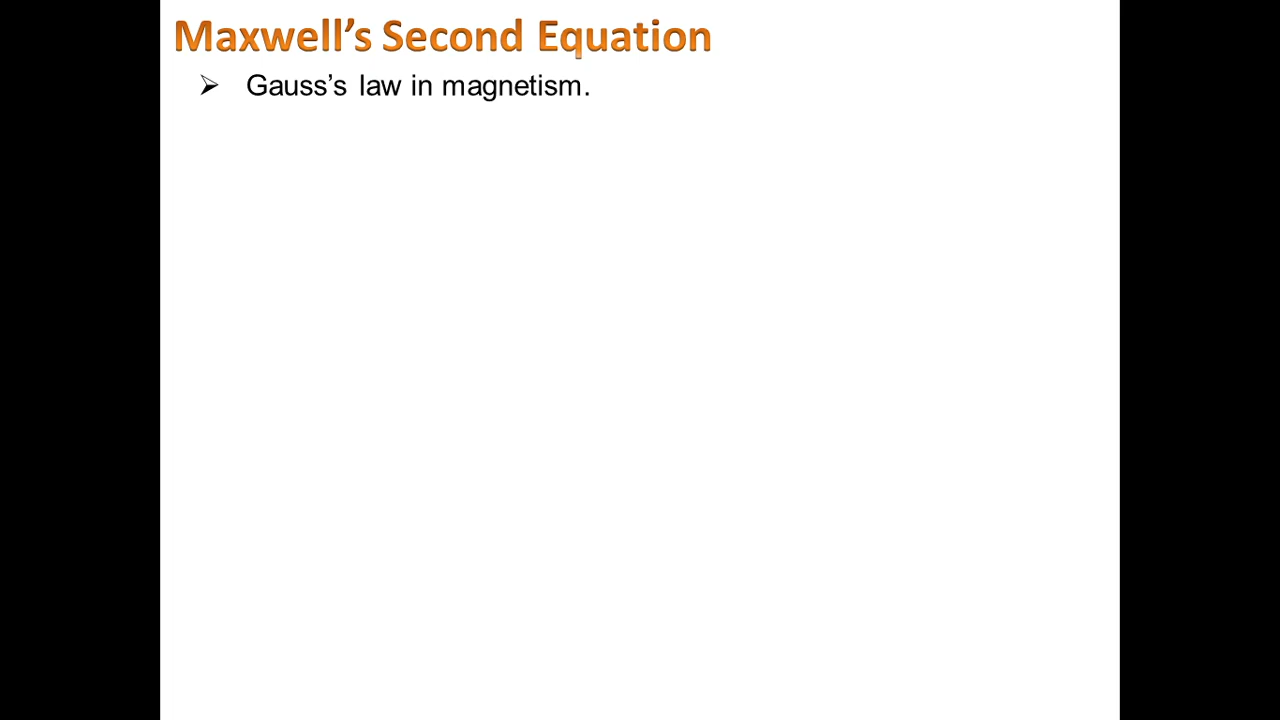 Maxwell’s Second Equation
➢ Gauss’s law in magnetism.